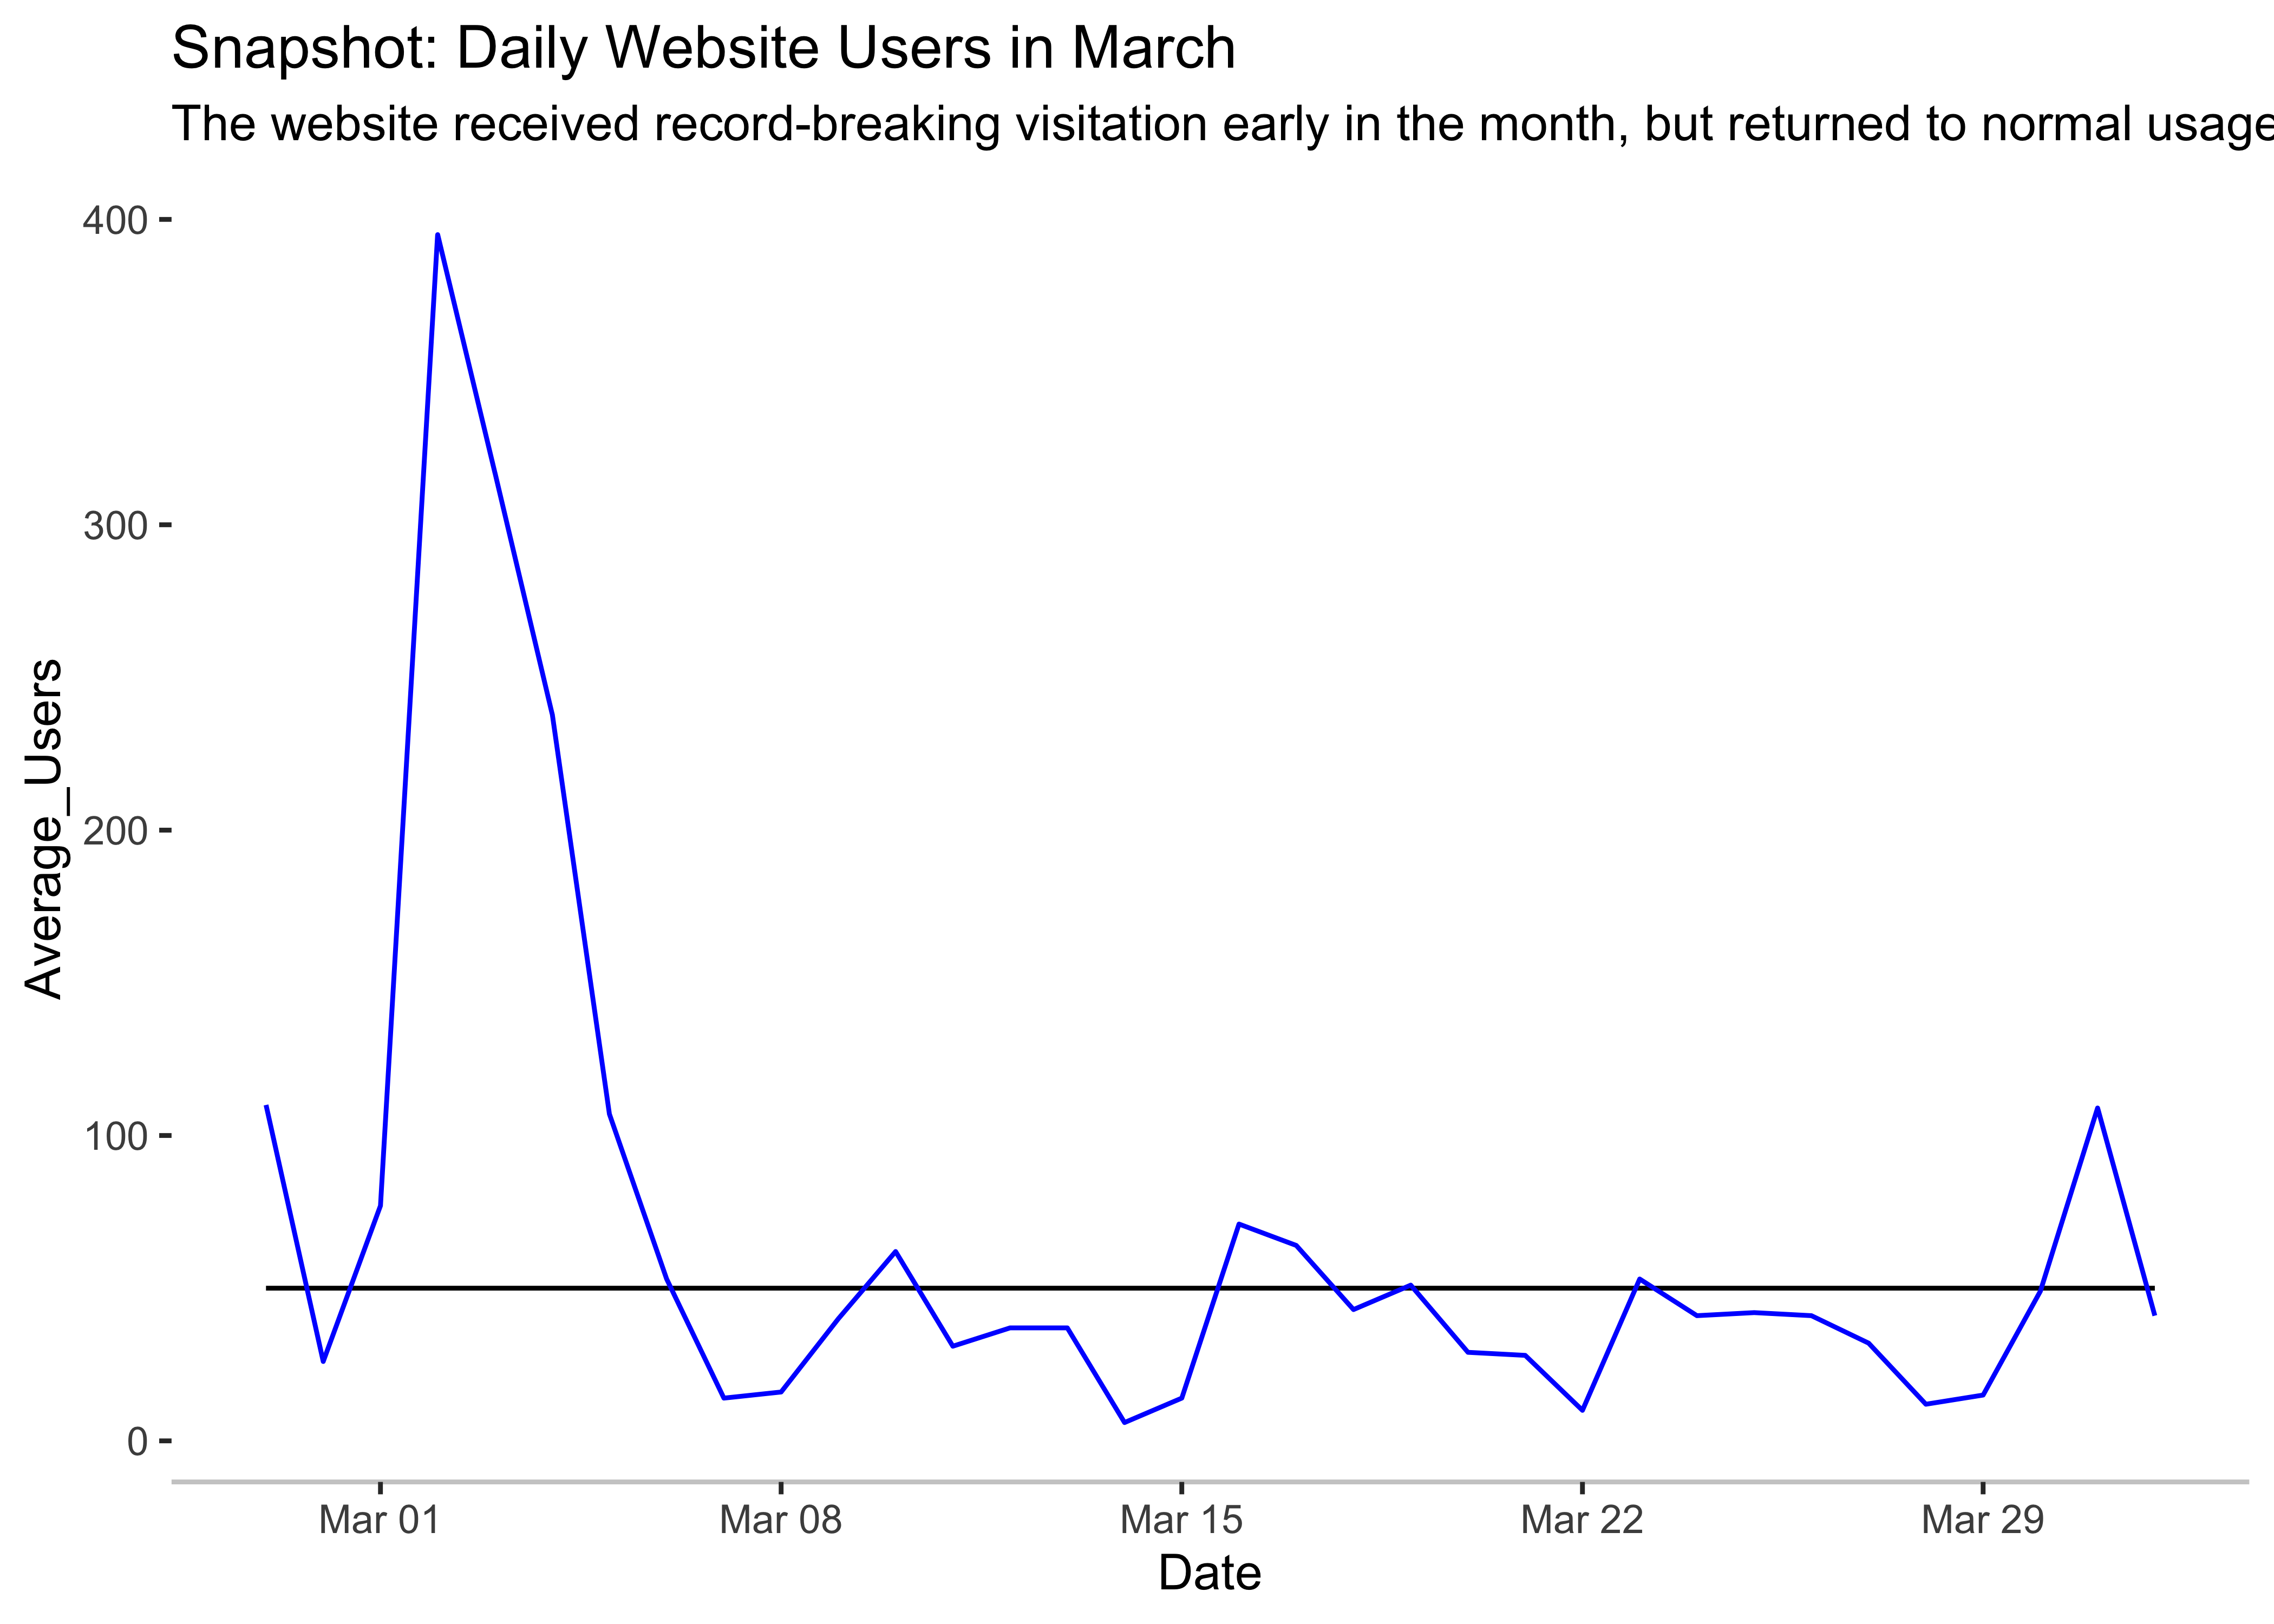 Snapshot: Daily Website Users in March
The website received record-breaking visitation early in the month, but returned to normal usage
400
300
200
100
0
Average_Users
Mar 01
Mar 08
Mar 15
Mar 22
Mar 29
Date